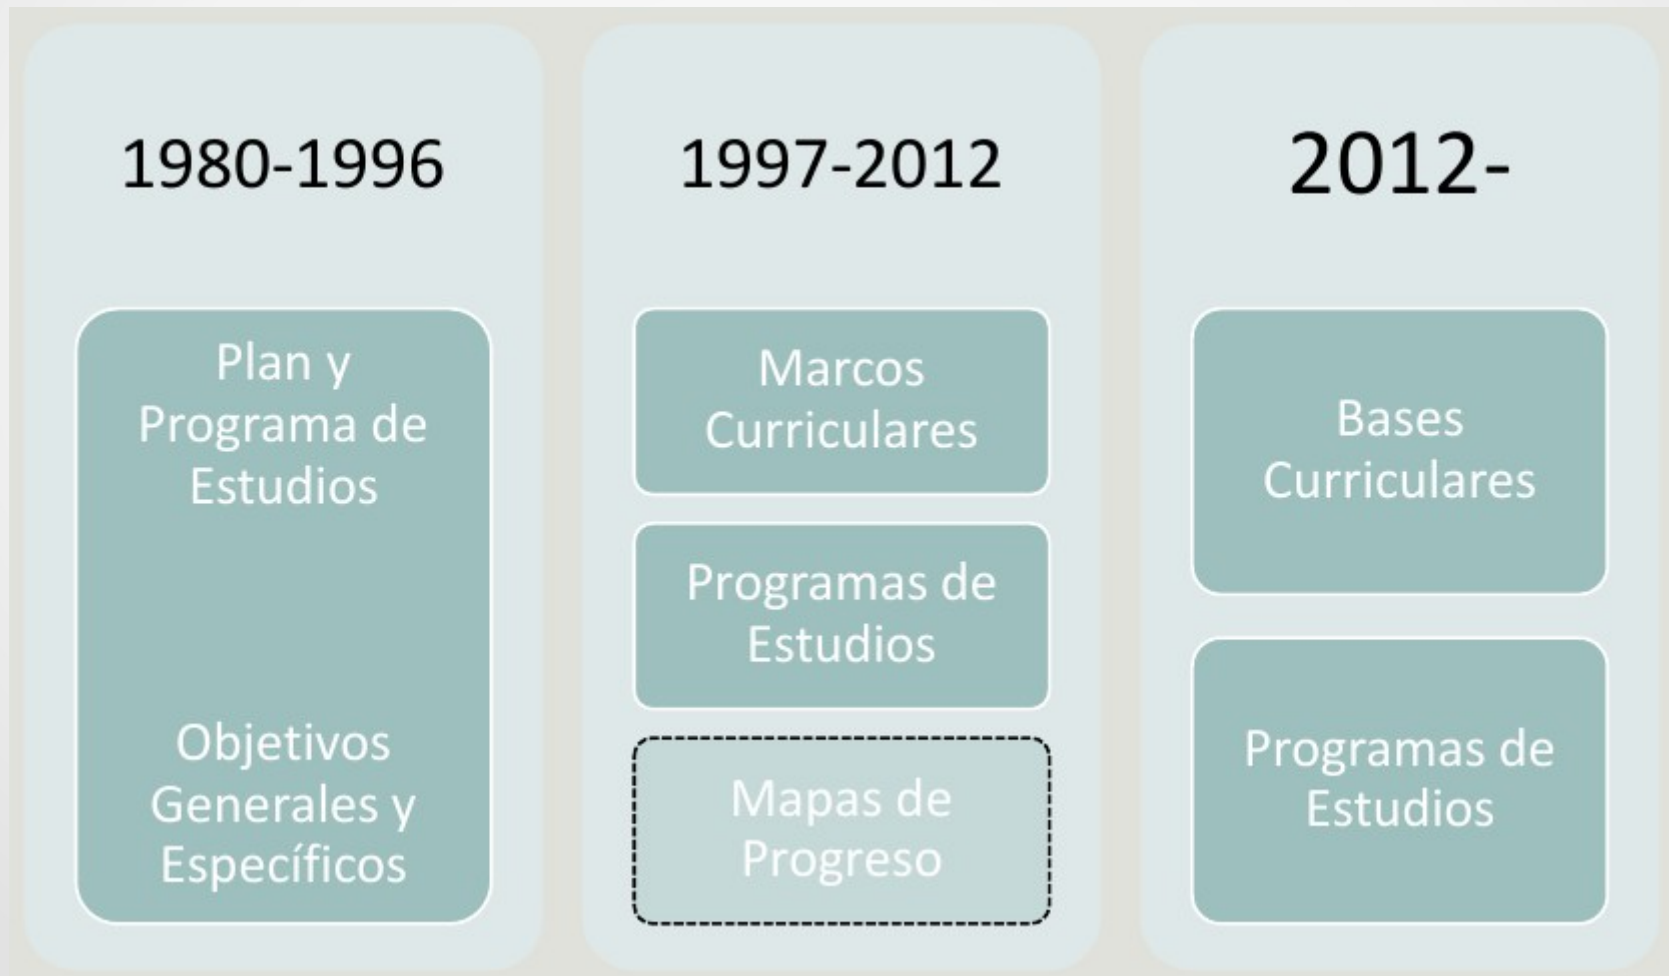 1980-1996
Plan y
Programa de
Estudios
Objetivos
Generales y
Específicos
1997-2012
Marcos
Curriculares
Programas de
Estudios
Mapas de
Progreso
2012-
Bases
Curriculares
Programas de
Estudios